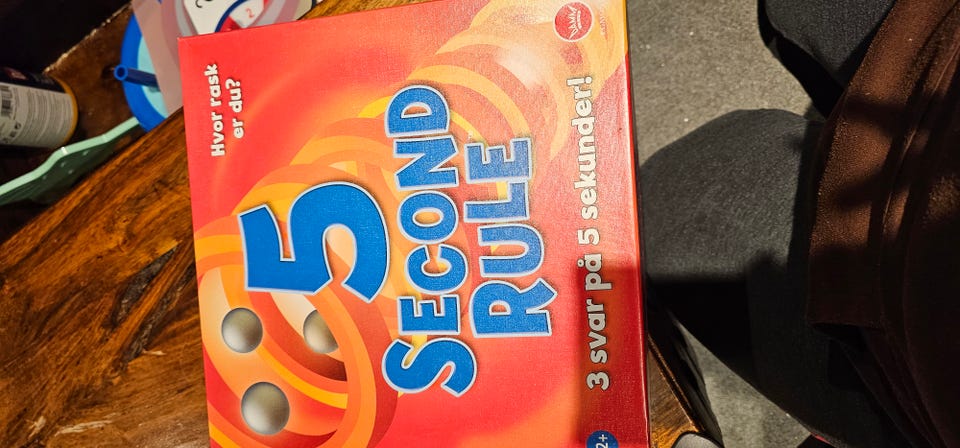 Hvor rask
er du?
5
SECOND
RULE
3 svar på 5 sekunder!